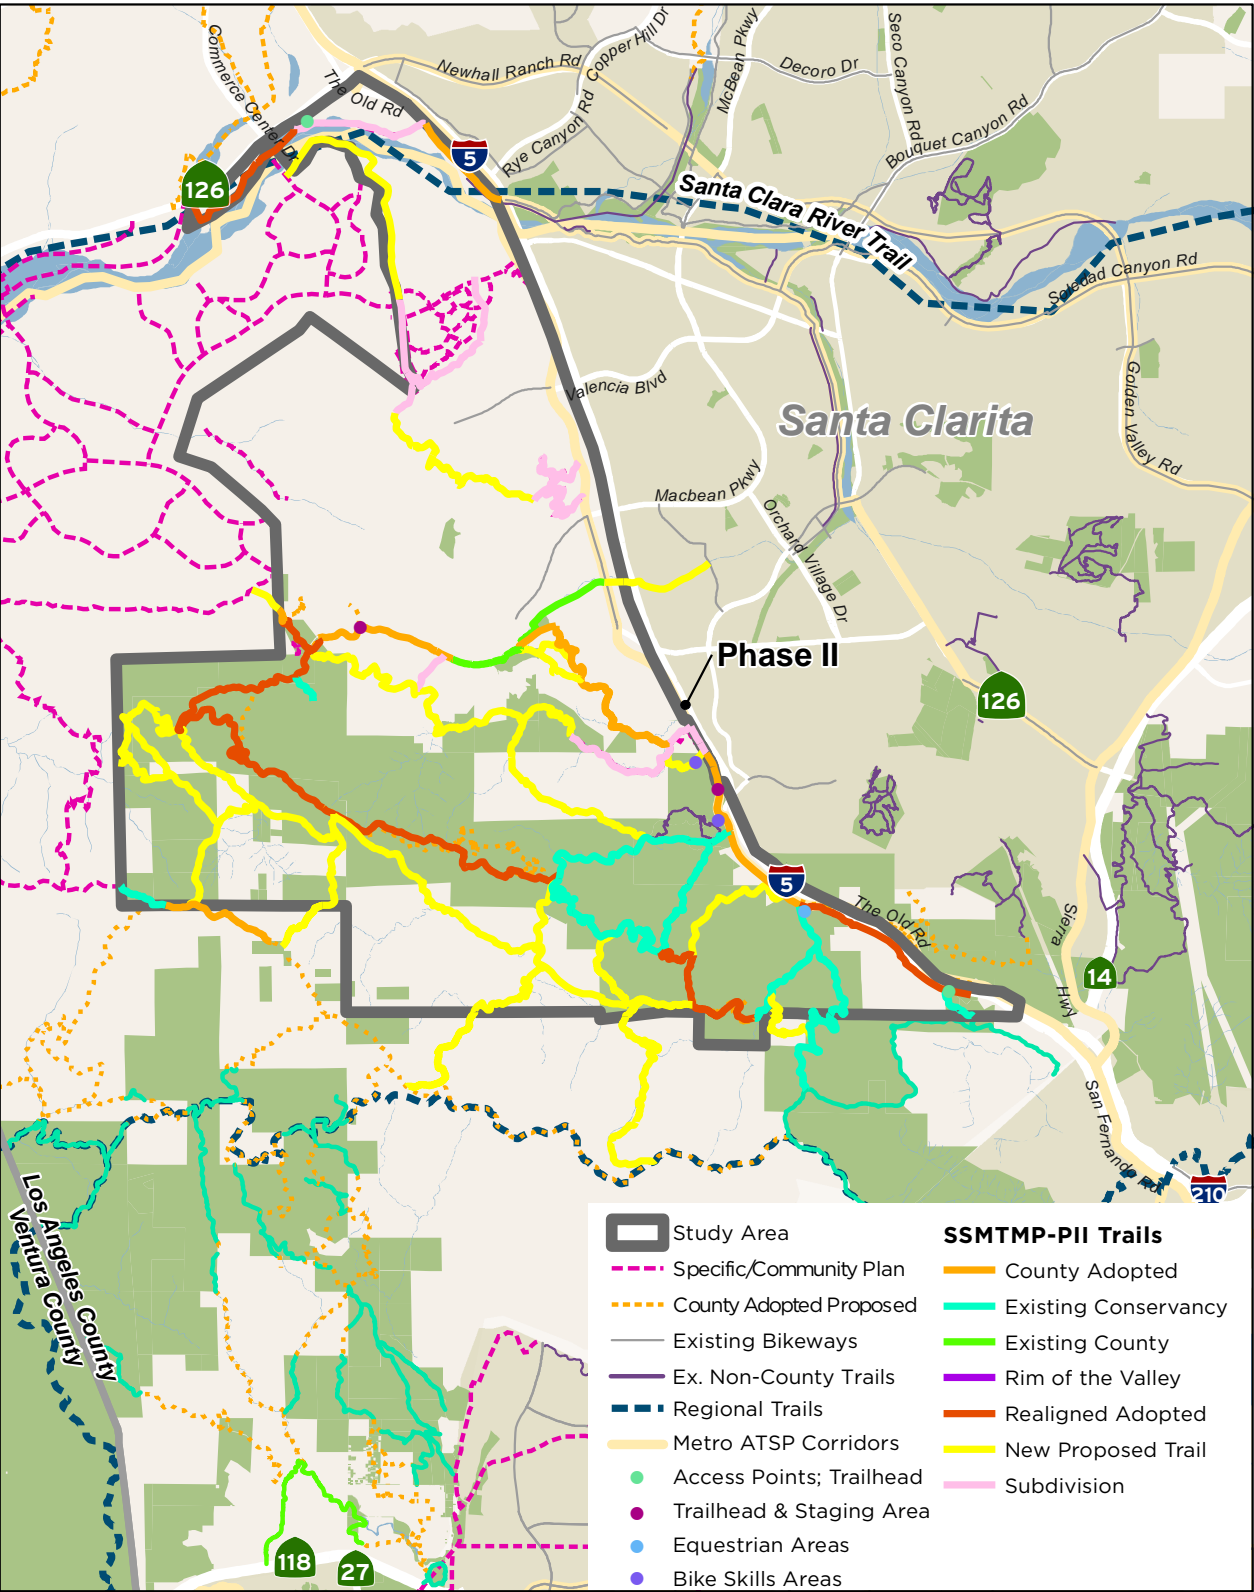 Commerce Center Dr
The Old Rd
Newhall Ranch Rd
Copper Hill Dr
McBean Pkwy
Decoro Dr
Seco Canyon Rd
Bouquet Canyon Rd
Rye Canyon Rd
5
126
Santa Clara River Trail
Soledad Canyon Rd
Valencia Blvd
Santa Clarita
Golden Valley Rd
Macbean Pkwy
Orchard Village Dr
Phase II
126
5
The Old Rd
Sierra
Hwy
14
San Fernando Rd
210
Los Angeles County
Ventura County
118
27
Study Area
Specific/Community Plan
County Adopted Proposed
Existing Bikeways
Ex. Non-County Trails
Regional Trails
Metro ATSP Corridors
Access Points; Trailhead
Trailhead & Staging Area
Equestrian Areas
Bike Skills Areas
SSMTMP-PII Trails
County Adopted
Existing Conservancy
Existing County
Rim of the Valley
Realigned Adopted
New Proposed Trail
Subdivision